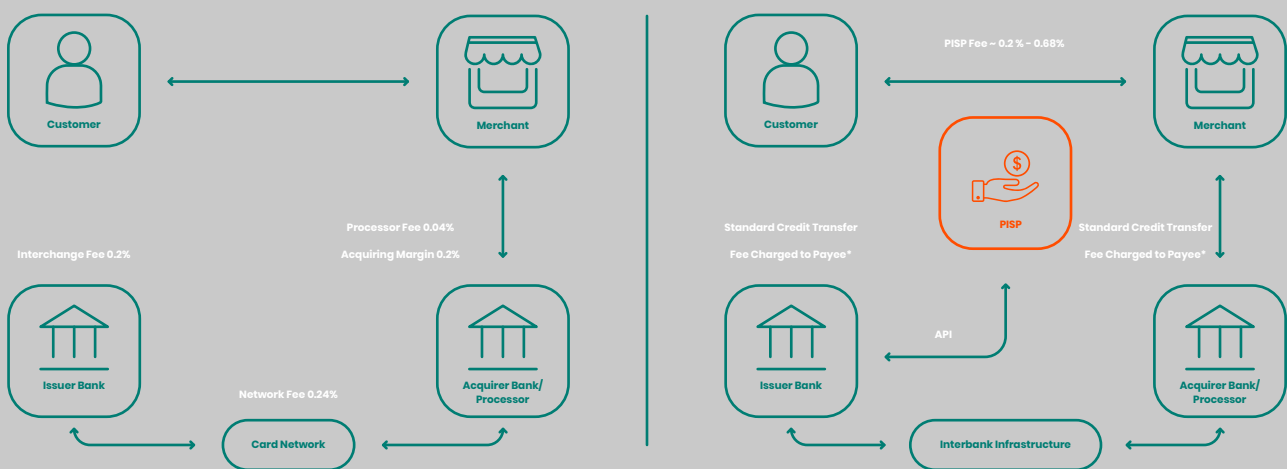 Customer
Merchant
Processor Fee 0.04%
Interchange Fee 0.2%
Acquiring Margin 0.2%
Issuer Bank
Acquirer Bank/
Processor
Network Fee 0.24%
Card Network
PISP Fee – 0.2 % - 0.68%
Customer
Merchant
$
PISP
Standard Credit Transfer
Fee Charged to Payee*
Standard Credit Transfer
Fee Charged to Payee*
API
Issuer Bank
Acquirer Bank/
Processor
Interbank Infrastructure